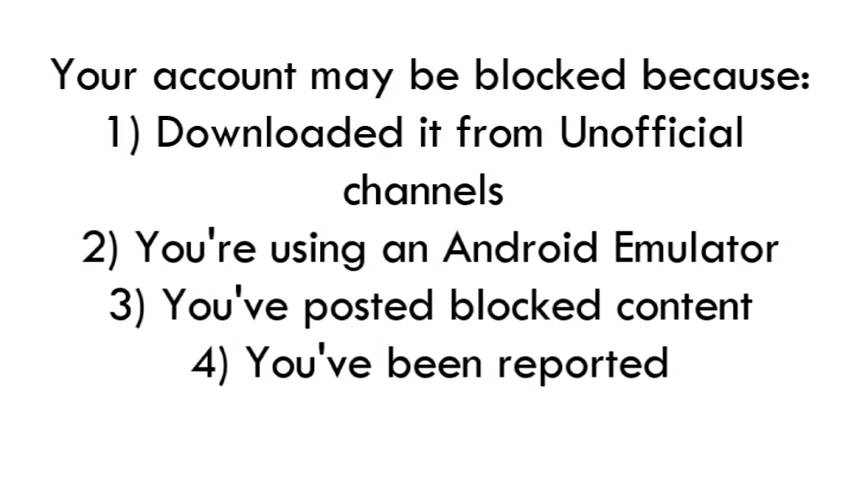 Your account may be blocked because:
1) Downloaded it from Unofficial
channels
2) You're using an Android Emulator
3) You've posted blocked content
4) You've been reported